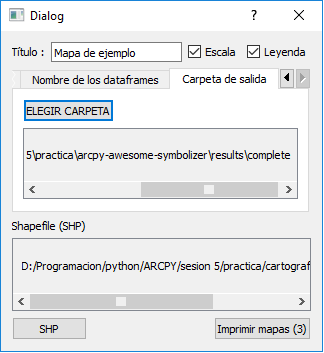 Dialog
?
Título : Mapa de ejemplo Escala Leyenda
Nombre de los dataframes Carpeta de salida
ELEGIR CARPETA
5\practica\arcpy-awesome-symbolizer\results\complete
Shapefile (SHP)
D:/Programacion/python/ARCPY/sesion 5/practica/cartograf
SHP Imprimir mapas (3)